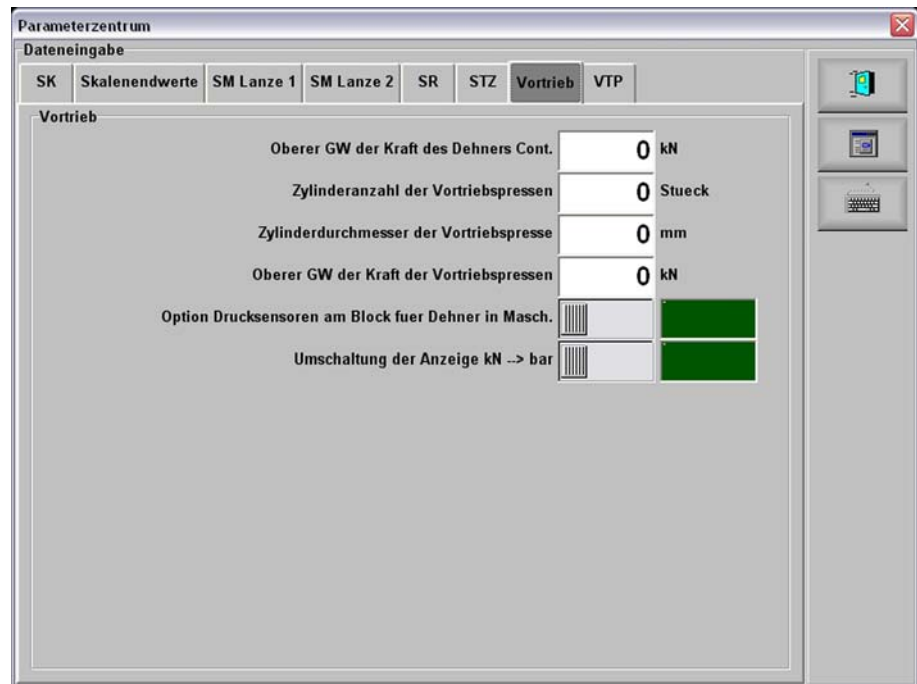 Parameterzentrum
Dateneingabe
SK Skalenendwerte SM Lanze 1 SM Lanze 2 SR STZ Vortrieb VTP
Vortrieb
Oberer GW der Kraft des Dehners Cont. 0 kN
Zylinderanzahl der Vortriebspressen 0 Stueck
Zylinderdurchmesser der Vortriebspresse 0 mm
Oberer GW der Kraft der Vortriebspressen 0 kN
Option Drucksensoren am Block fuer Dehner in Masch.
Umschaltung der Anzeige kN --> bar